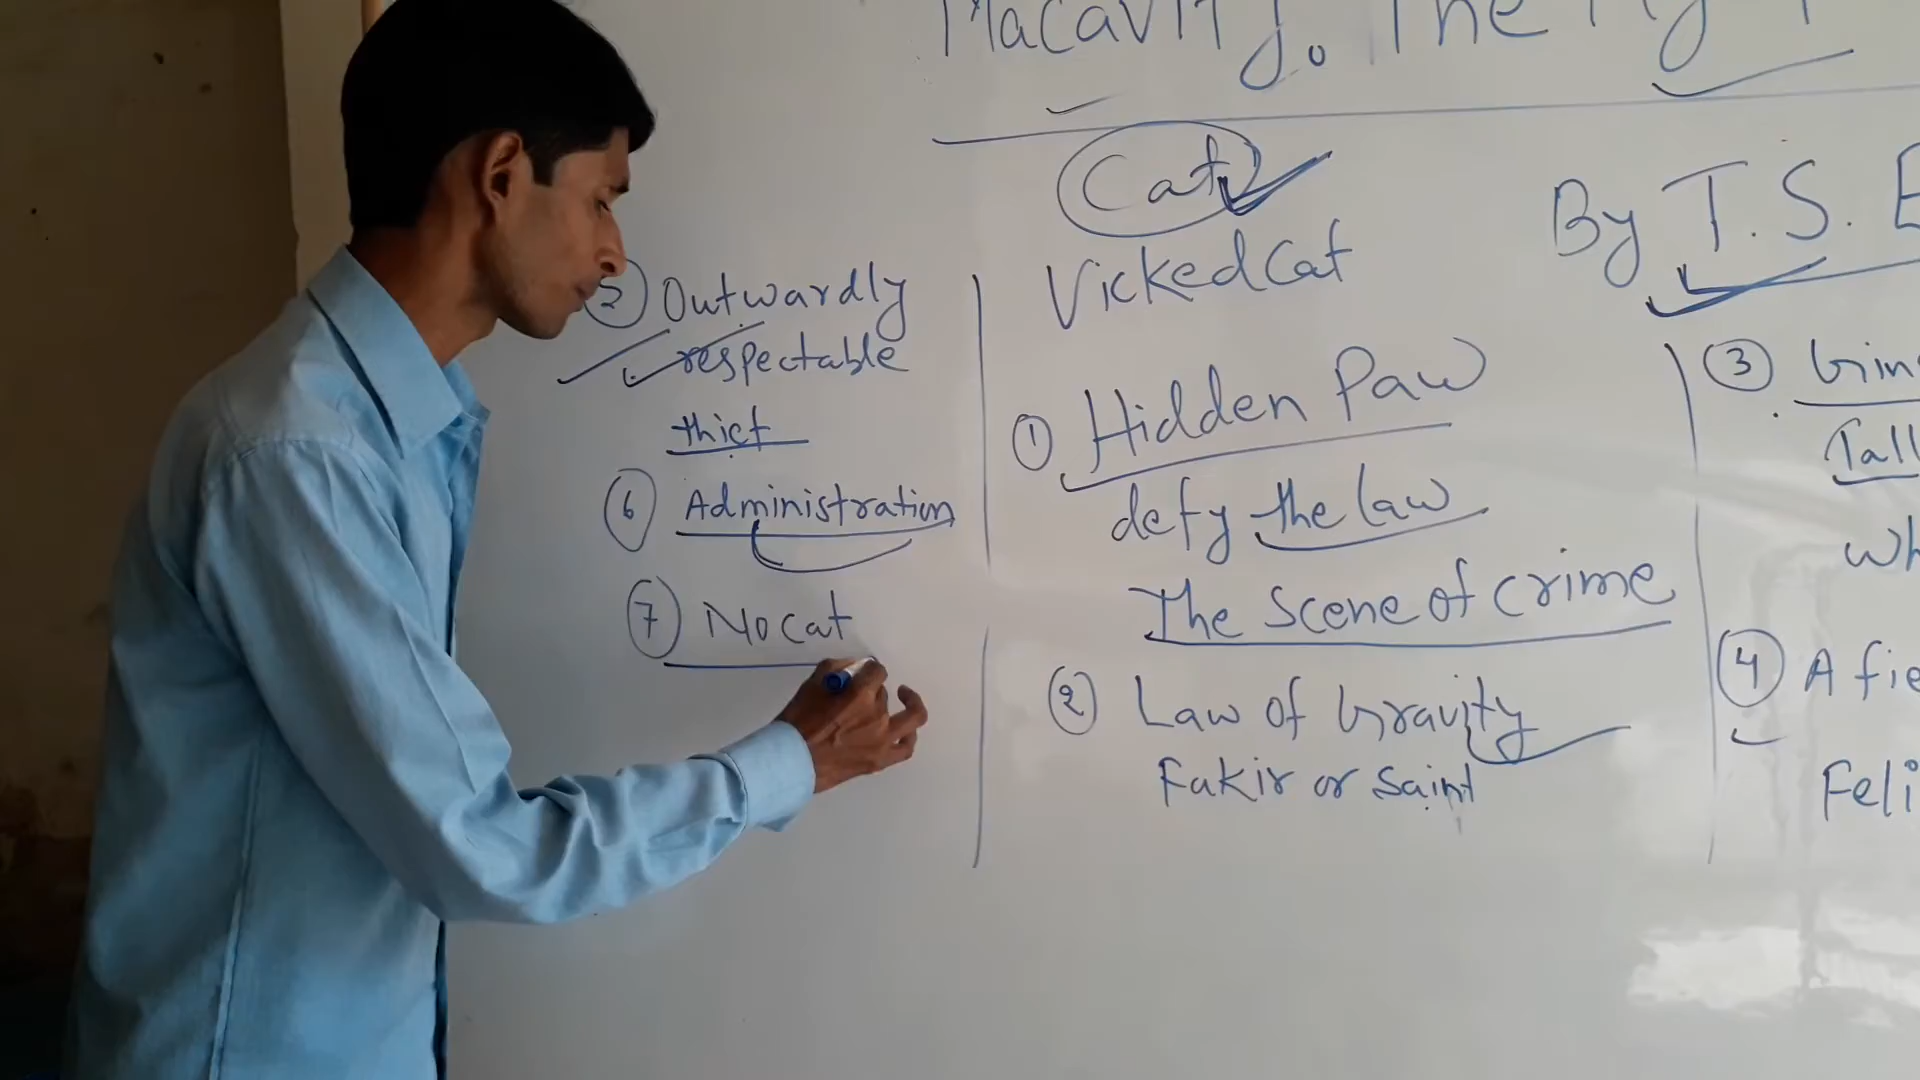 Macavity. The My
Cat
By T.S. E
Vicked Cat
① Hidden Paw
defy the law
The Scene of crime
② Law of Gravity
Fakir or Saint
③ Gin
Tall
Wh
④ A fie
Feli
Outwardly
respectable
thief
⑥ Administration
⑦ No cat